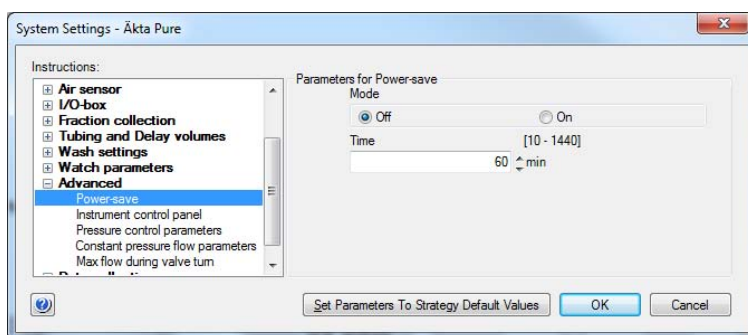 System Settings - Äkta Pure
Instructions:
Air sensor
I/O-box
Fraction collection
Tubing and Delay volumes
Wash settings
Watch parameters
Advanced
Power-save
Instrument control panel
Pressure control parameters
Constant pressure flow parameters
Max flow during valve turn
Parameters for Power-save
Mode
Off On
Time [10 - 1440]
60 min
Set Parameters To Strategy Default Values OK Cancel